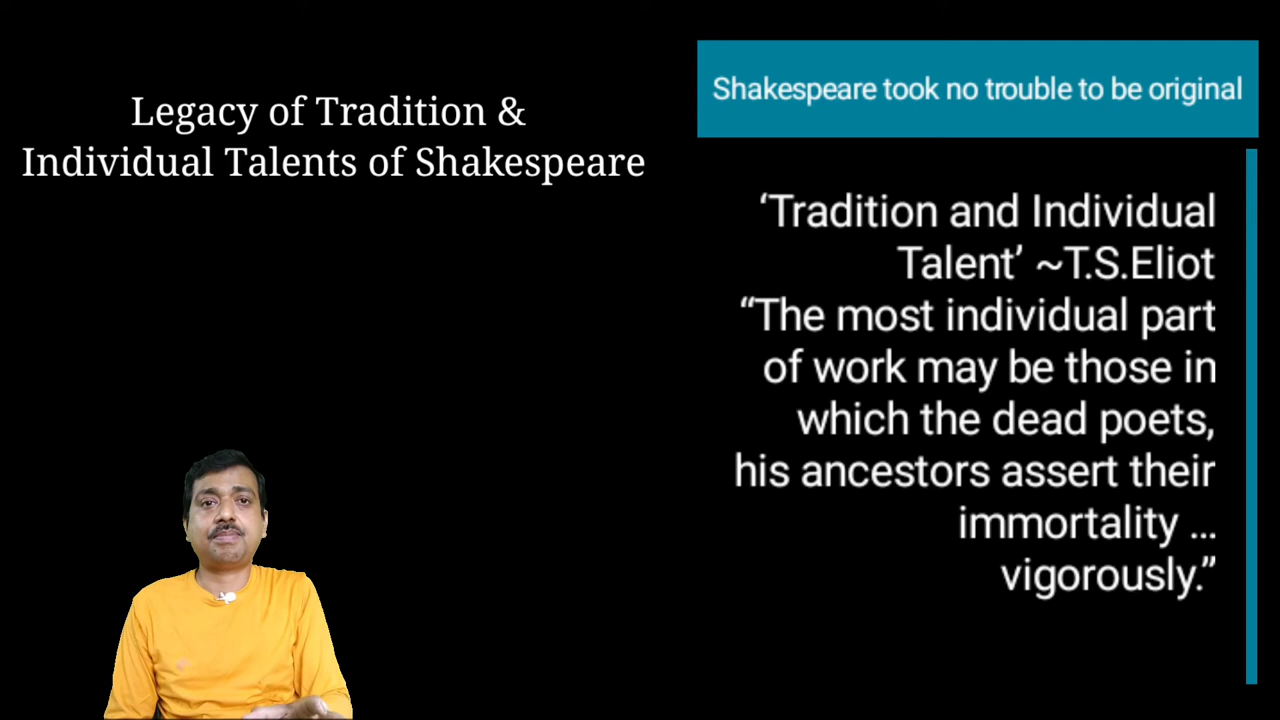 Legacy of Tradition &
Individual Talents of Shakespeare
Shakespeare took no trouble to be original
‘Tradition and Individual
Talent’ ~T.S.Eliot
“The most individual part
of work may be those in
which the dead poets,
his ancestors assert their
immortality ...
vigorously.”